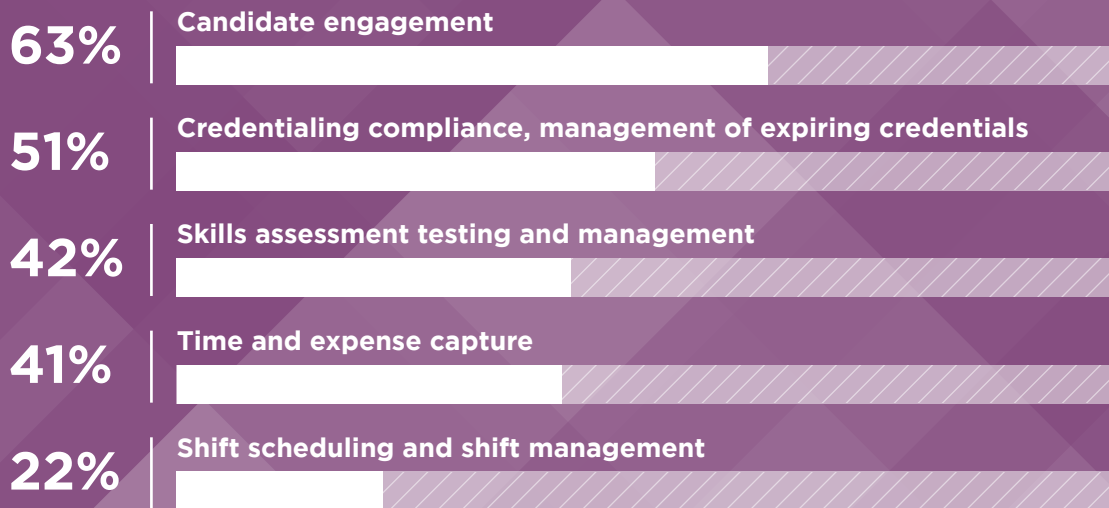 63%
Candidate engagement
51%
Credentialing compliance, management of expiring credentials
42%
Skills assessment testing and management
41%
Time and expense capture
22%
Shift scheduling and shift management